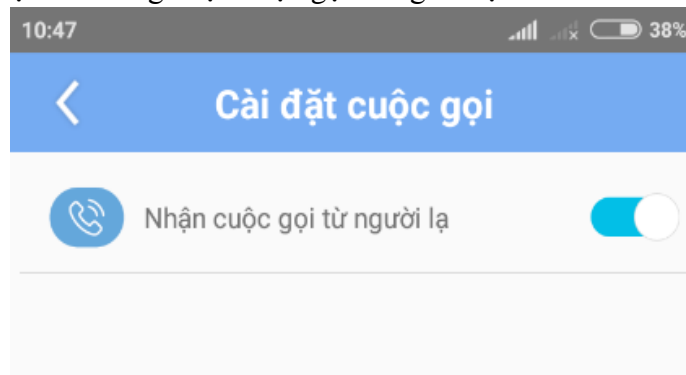 10:47
38%
Cài đặt cuộc gọi
Nhận cuộc gọi từ người lạ